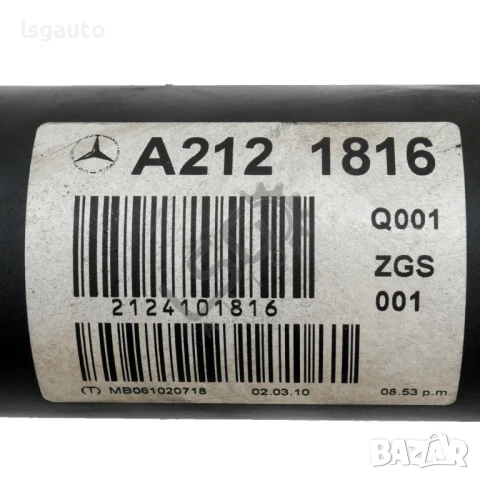 lsgauto
A212 1816
Q001
ZGS
001
2124101816
(T) MB061020718 02.03.10 08.53 p.m.
BAZAR